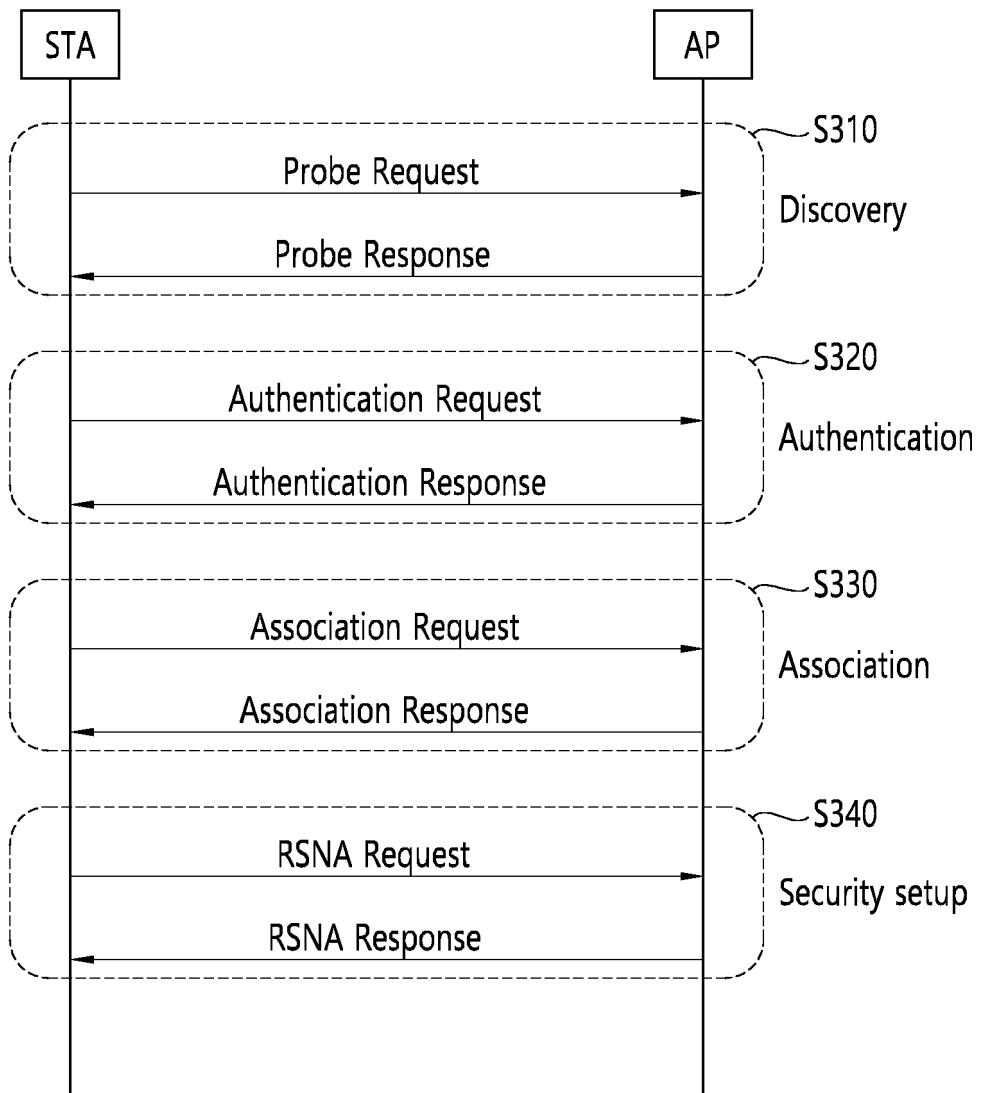 STA
AP
S310
Probe Request
Discovery
Probe Response
S320
Authentication Request
Authentication
Authentication Response
S330
Association Request
Association
Association Response
S340
RSNA Request
Security setup
RSNA Response